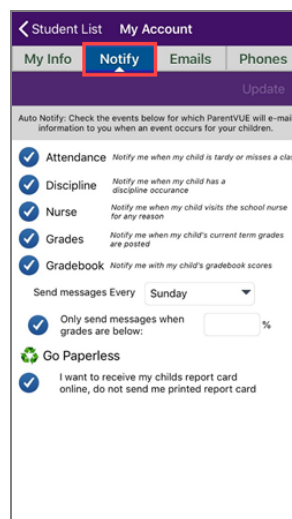 Student List My Account
My Info Notify Emails Phones
Update
Auto Notify: Check the events below for which ParentVUE will e-mail
information to you when an event occurs for your children.
Attendance Notify me when my child is tardy or misses a clas
Discipline Notify me when my child has a
discipline occurance
Nurse Notify me when my child visits the school nurse
for any reason
Grades Notify me when my child's current term grades
are posted
Gradebook Notify me with my child's gradebook scores
Send messages Every Sunday
Only send messages when
grades are below: %
Go Paperless
I want to receive my childs report card
online, do not send me printed report card